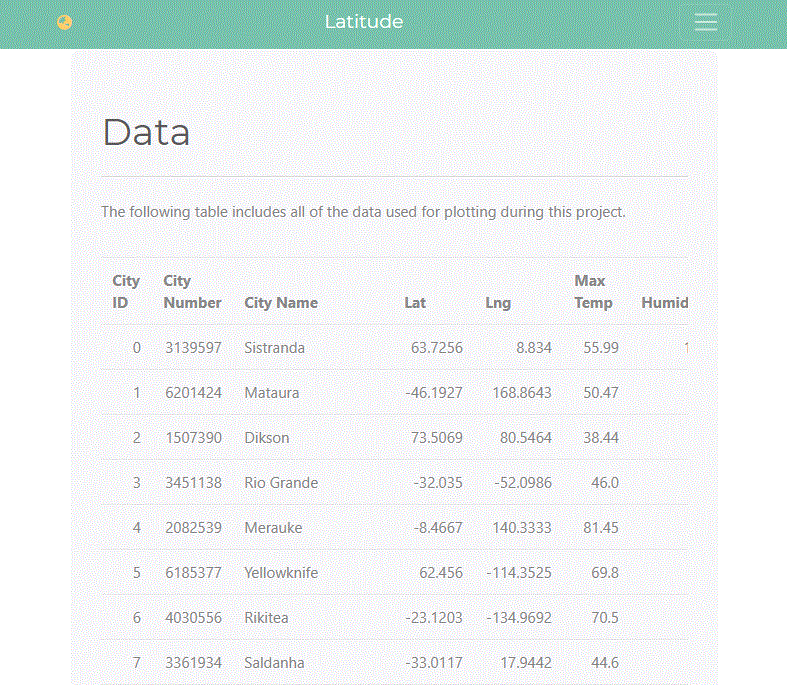 Latitude
Data
The following table includes all of the data used for plotting during this project.
City ID City Number City Name Lat Lng Max Temp Humid
0 3139597 Sistranda 63.7256 8.834 55.99 1
1 6201424 Mataura -46.1927 168.8643 50.47
2 1507390 Dikson 73.5069 80.5464 38.44
3 3451138 Rio Grande -32.035 -52.0986 46.0
4 2082539 Merauke -8.4667 140.3333 81.45
5 6185377 Yellowknife 62.456 -114.3525 69.8
6 4030556 Rikitea -23.1203 -134.9692 70.5
7 3361934 Saldanha -33.0117 17.9442 44.6